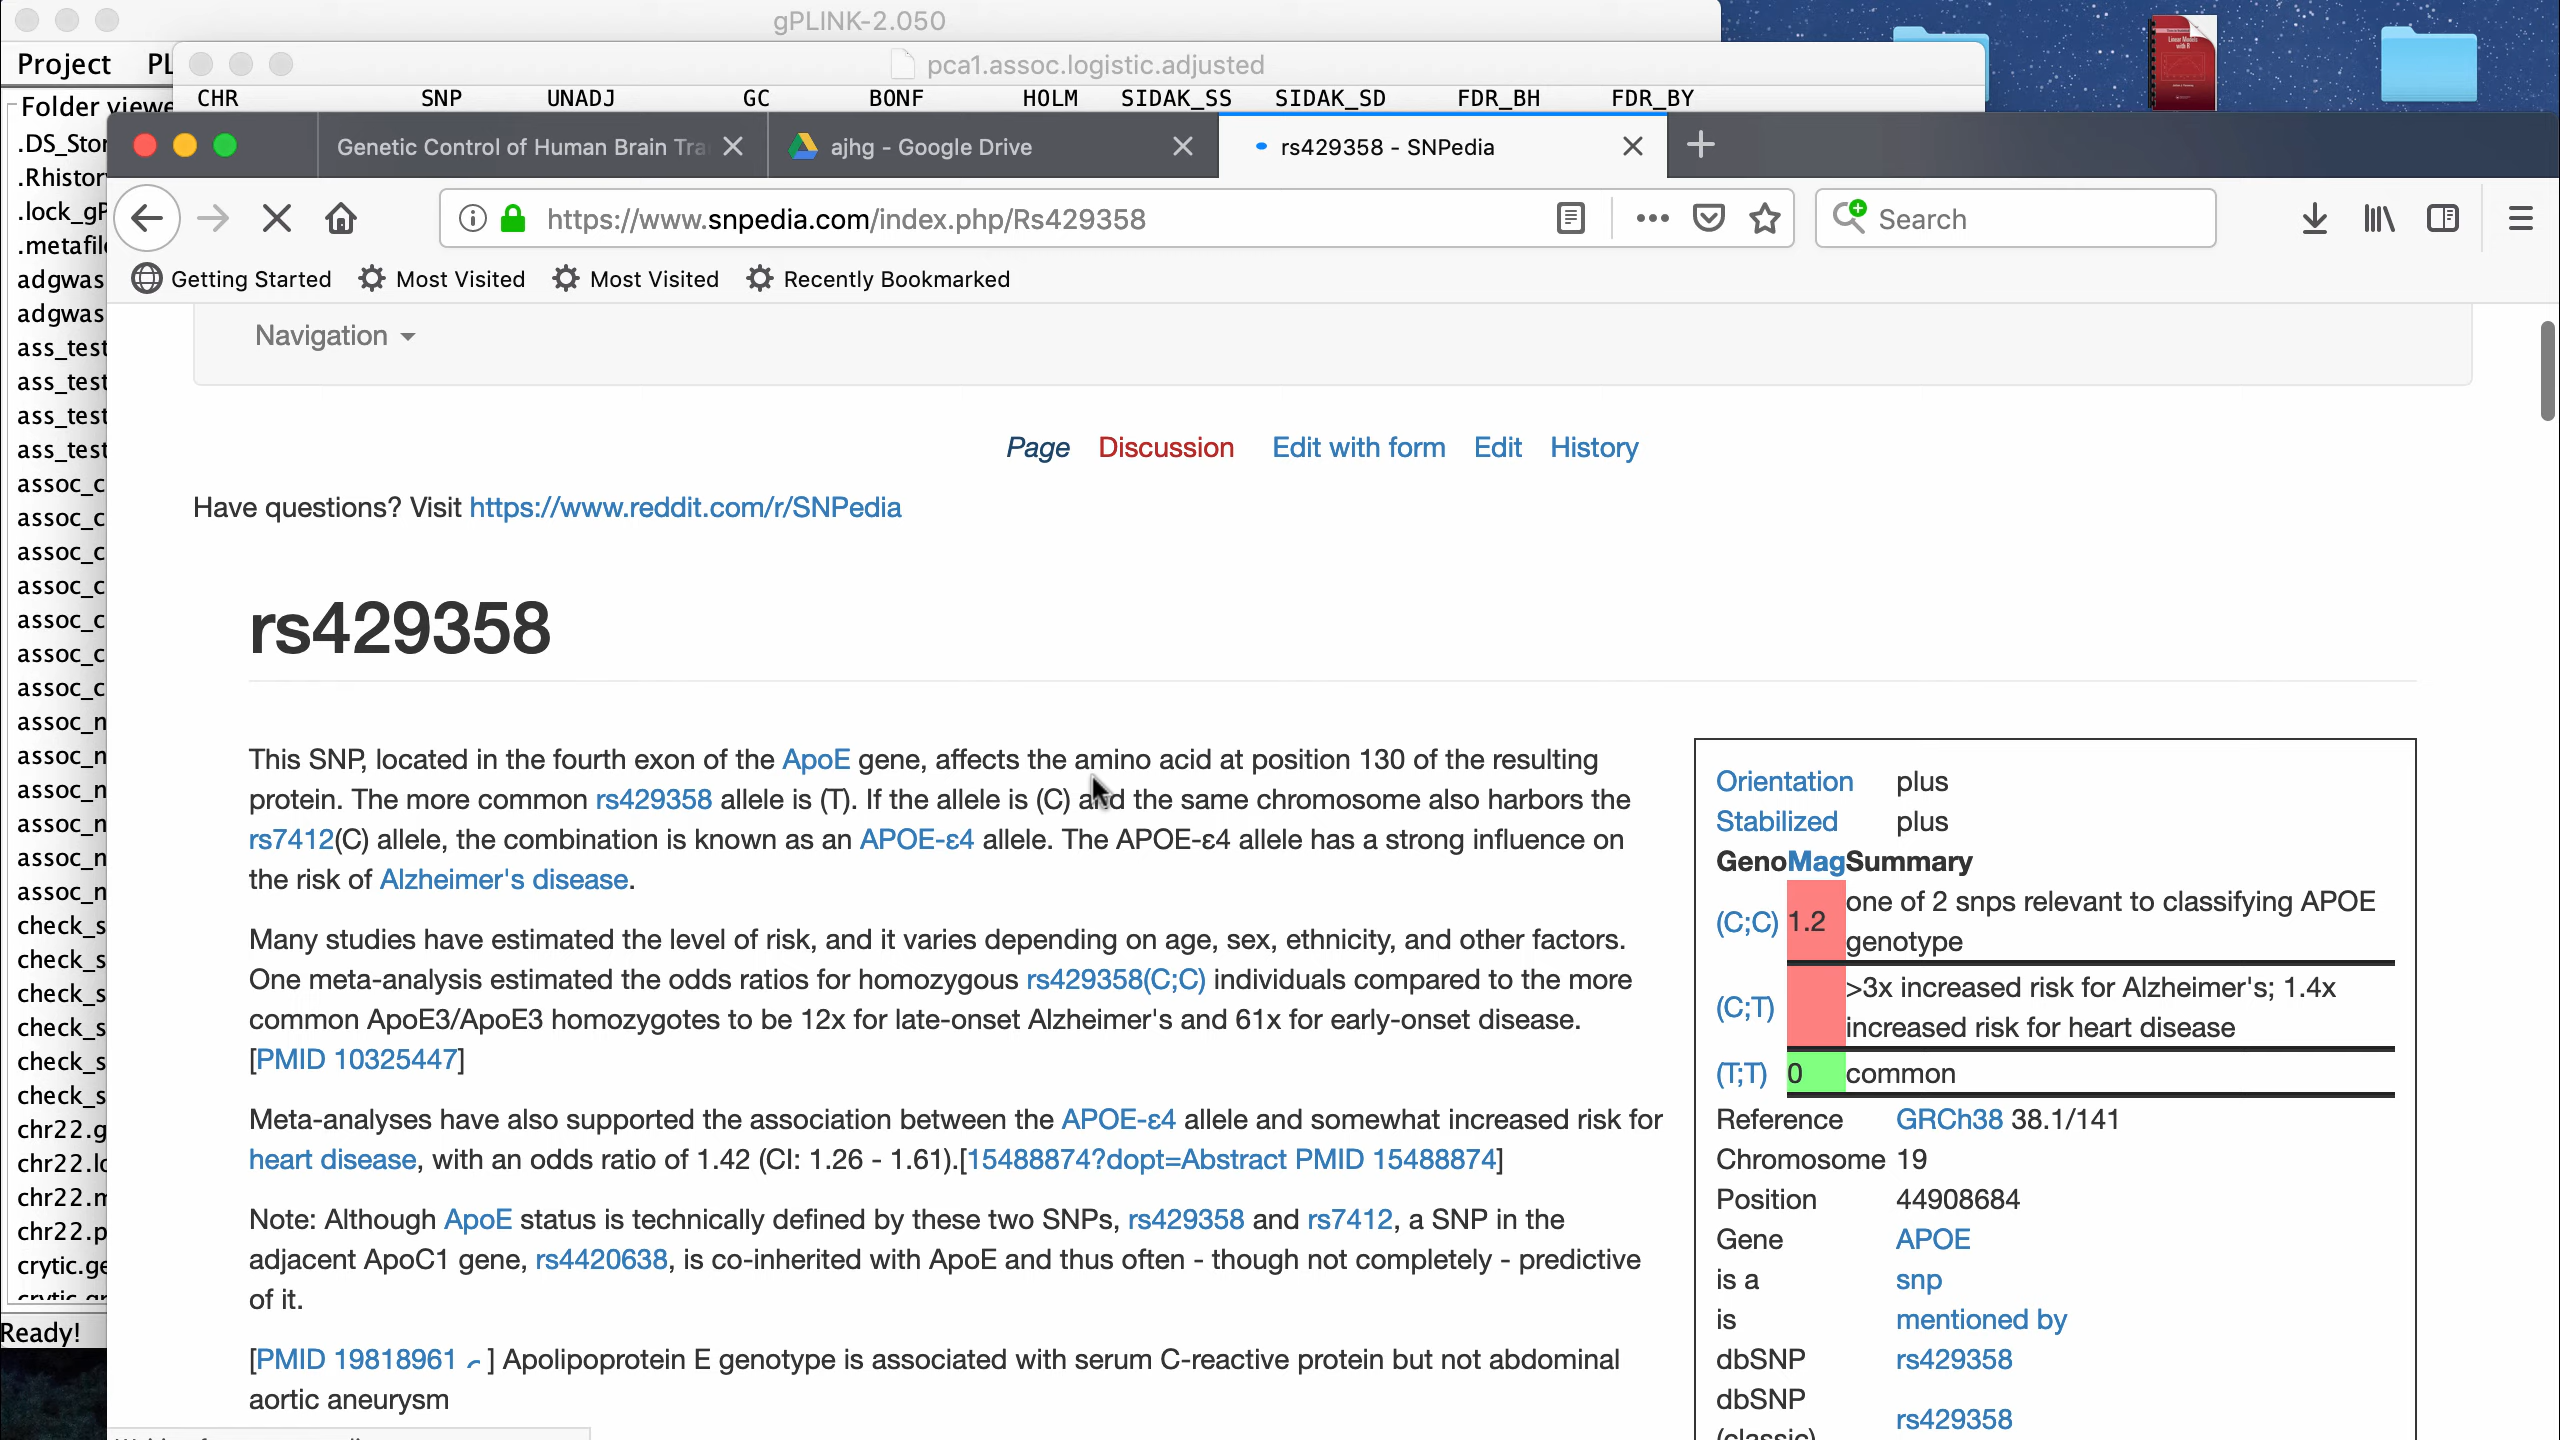 gPLINK-2.050
Project
pca1.assoc.logistic.adjusted
CHR SNP UNADJ GC BONF HOLM SIDAK_SS SIDAK_SD FDR_BH FDR_BY
Folder viewe
.DS_Stor
.Rhistory
.lock_gP
.metafile
adgwas
adgwas
ass_test
ass_test
ass_test
ass_test
assoc_c
assoc_c
assoc_c
assoc_c
assoc_c
assoc_c
assoc_c
assoc_n
assoc_n
assoc_n
assoc_n
assoc_n
assoc_n
check_s
check_s
check_s
check_s
check_s
check_s
chr22.g
chr22.lo
chr22.m
chr22.p
crytic.ge
Ready!
Genetic Control of Human Brain Tra
ajhg - Google Drive
rs429358 - SNPedia
https://www.snpedia.com/index.php/Rs429358
Search
Getting Started Most Visited Most Visited Recently Bookmarked
Navigation
Page Discussion Edit with form Edit History
Have questions? Visit https://www.reddit.com/r/SNPedia
rs429358
This SNP, located in the fourth exon of the ApoE gene, affects the amino acid at position 130 of the resulting
protein. The more common rs429358 allele is (T). If the allele is (C) and the same chromosome also harbors the
rs7412(C) allele, the combination is known as an APOE-ε4 allele. The APOE-ε4 allele has a strong influence on
the risk of Alzheimer's disease.
Many studies have estimated the level of risk, and it varies depending on age, sex, ethnicity, and other factors.
One meta-analysis estimated the odds ratios for homozygous rs429358(C;C) individuals compared to the more
common ApoE3/ApoE3 homozygotes to be 12x for late-onset Alzheimer's and 61x for early-onset disease.
[PMID 10325447]
Meta-analyses have also supported the association between the APOE-ε4 allele and somewhat increased risk for
heart disease, with an odds ratio of 1.42 (CI: 1.26 - 1.61).[15488874?dopt=Abstract PMID 15488874]
Note: Although ApoE status is technically defined by these two SNPs, rs429358 and rs7412, a SNP in the
adjacent ApoC1 gene, rs4420638, is co-inherited with ApoE and thus often - though not completely - predictive
of it.
[PMID 19818961 ] Apolipoprotein E genotype is associated with serum C-reactive protein but not abdominal
aortic aneurysm
Orientation plus
Stabilized plus
Geno Mag Summary
(C;C) 1.2 one of 2 snps relevant to classifying APOE
genotype
(C;T) >3x increased risk for Alzheimer's; 1.4x
increased risk for heart disease
(T;T) 0 common
Reference GRCh38 38.1/141
Chromosome 19
Position 44908684
Gene APOE
is a snp
is mentioned by
dbSNP rs429358
dbSNP
(classic) rs429358